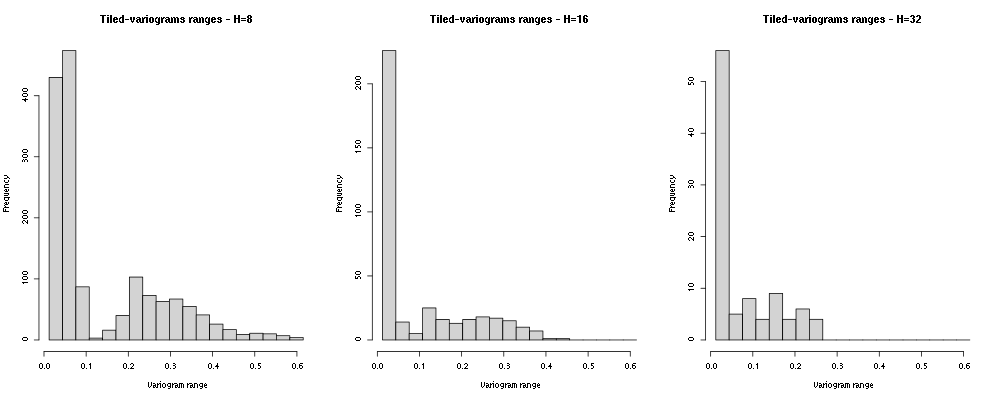 Tiled-variograms ranges - H=8
Frequency
400
300
200
100
0
0.0 0.1 0.2 0.3 0.4 0.5 0.6
Variogram range
Tiled-variograms ranges - H=16
Frequency
200
150
100
50
0
0.0 0.1 0.2 0.3 0.4 0.5 0.6
Variogram range
Tiled-variograms ranges - H=32
Frequency
50
40
30
20
10
0
0.0 0.1 0.2 0.3 0.4 0.5 0.6
Variogram range